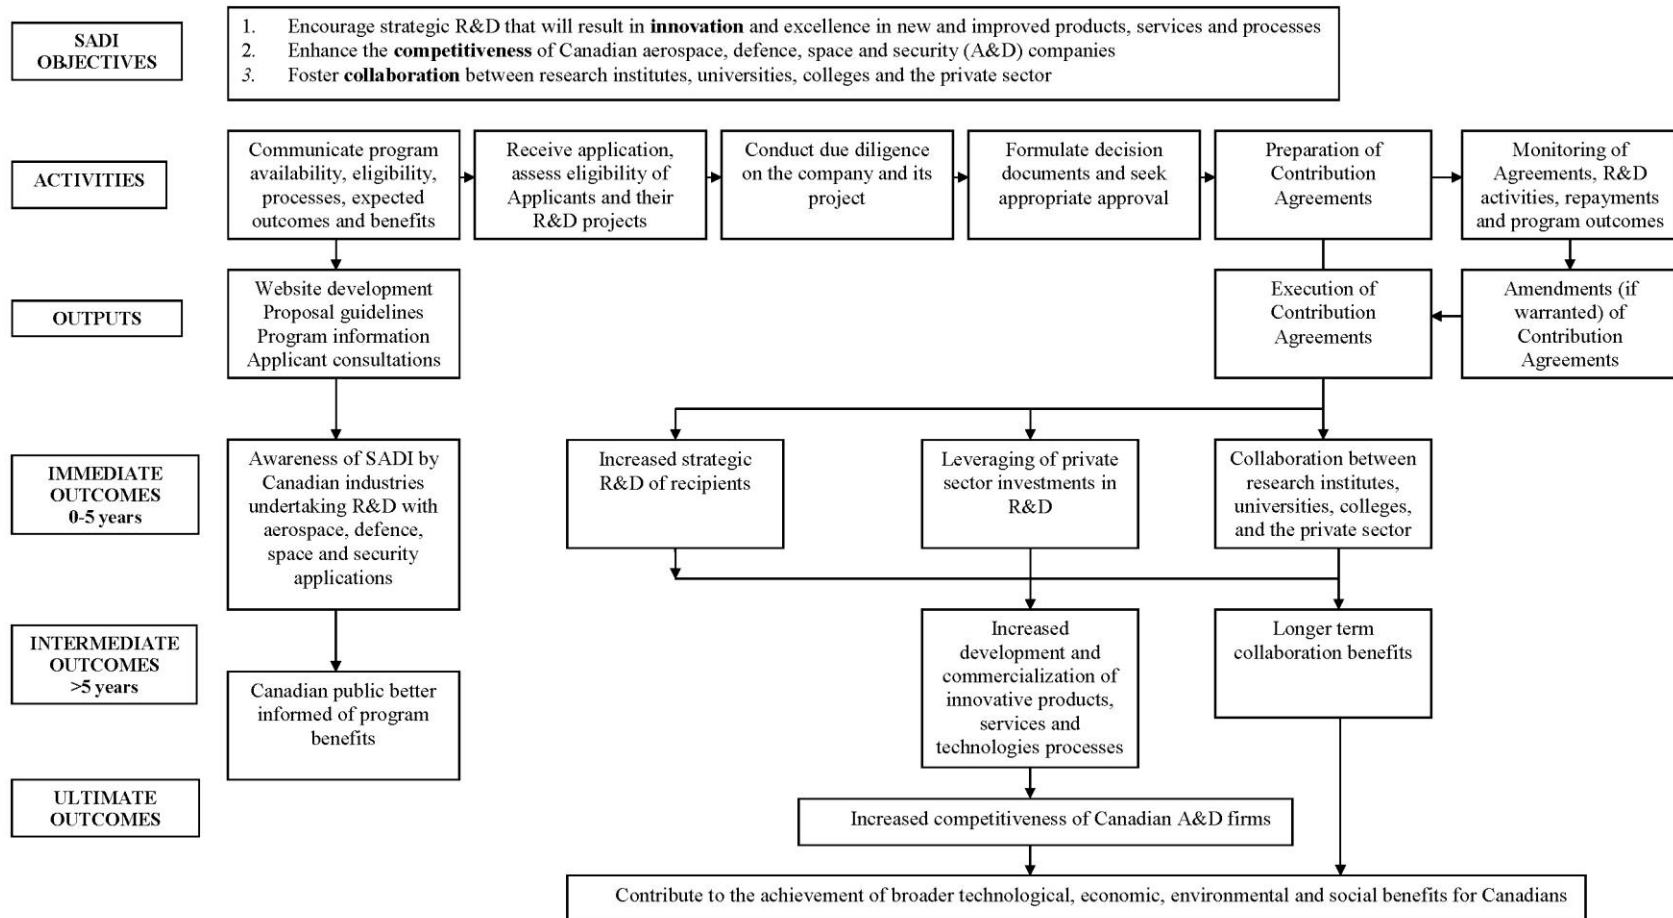 SADI
OBJECTIVES
1. Encourage strategic R&D that will result in innovation and excellence in new and improved products, services and processes
2. Enhance the competitiveness of Canadian aerospace, defence, space and security (A&D) companies
3. Foster collaboration between research institutes, universities, colleges and the private sector
ACTIVITIES
Communicate program
availability, eligibility,
processes, expected
outcomes and benefits
Receive application,
assess eligibility of
Applicants and their
R&D projects
Conduct due diligence
on the company and its
project
Formulate decision
documents and seek
appropriate approval
Preparation of
Contribution
Agreements
Monitoring of
Agreements, R&D
activities, repayments
and program outcomes
OUTPUTS
Website development
Proposal guidelines
Program information
Applicant consultations
Execution of
Contribution
Agreements
Amendments (if
warranted) of
Contribution
Agreements
IMMEDIATE
OUTCOMES
0-5 years
Awareness of SADI by
Canadian industries
undertaking R&D with
aerospace, defence,
space and security
applications
Increased strategic
R&D of recipients
Leveraging of private
sector investments in
R&D
Collaboration between
research institutes,
universities, colleges,
and the private sector
INTERMEDIATE
OUTCOMES
>5 years
Canadian public better
informed of program
benefits
Increased
development and
commercialization of
innovative products,
services and
technologies processes
Longer term
collaboration benefits
ULTIMATE
OUTCOMES
Increased competitiveness of Canadian A&D firms
Contribute to the achievement of broader technological, economic, environmental and social benefits for Canadians